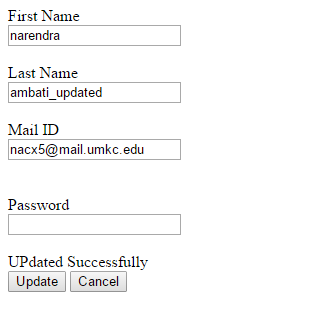 First Name
narendra
Last Name
ambati_updated
Mail ID
nacx5@mail.umkc.edu
Password
UPdated Successfully
Update Cancel